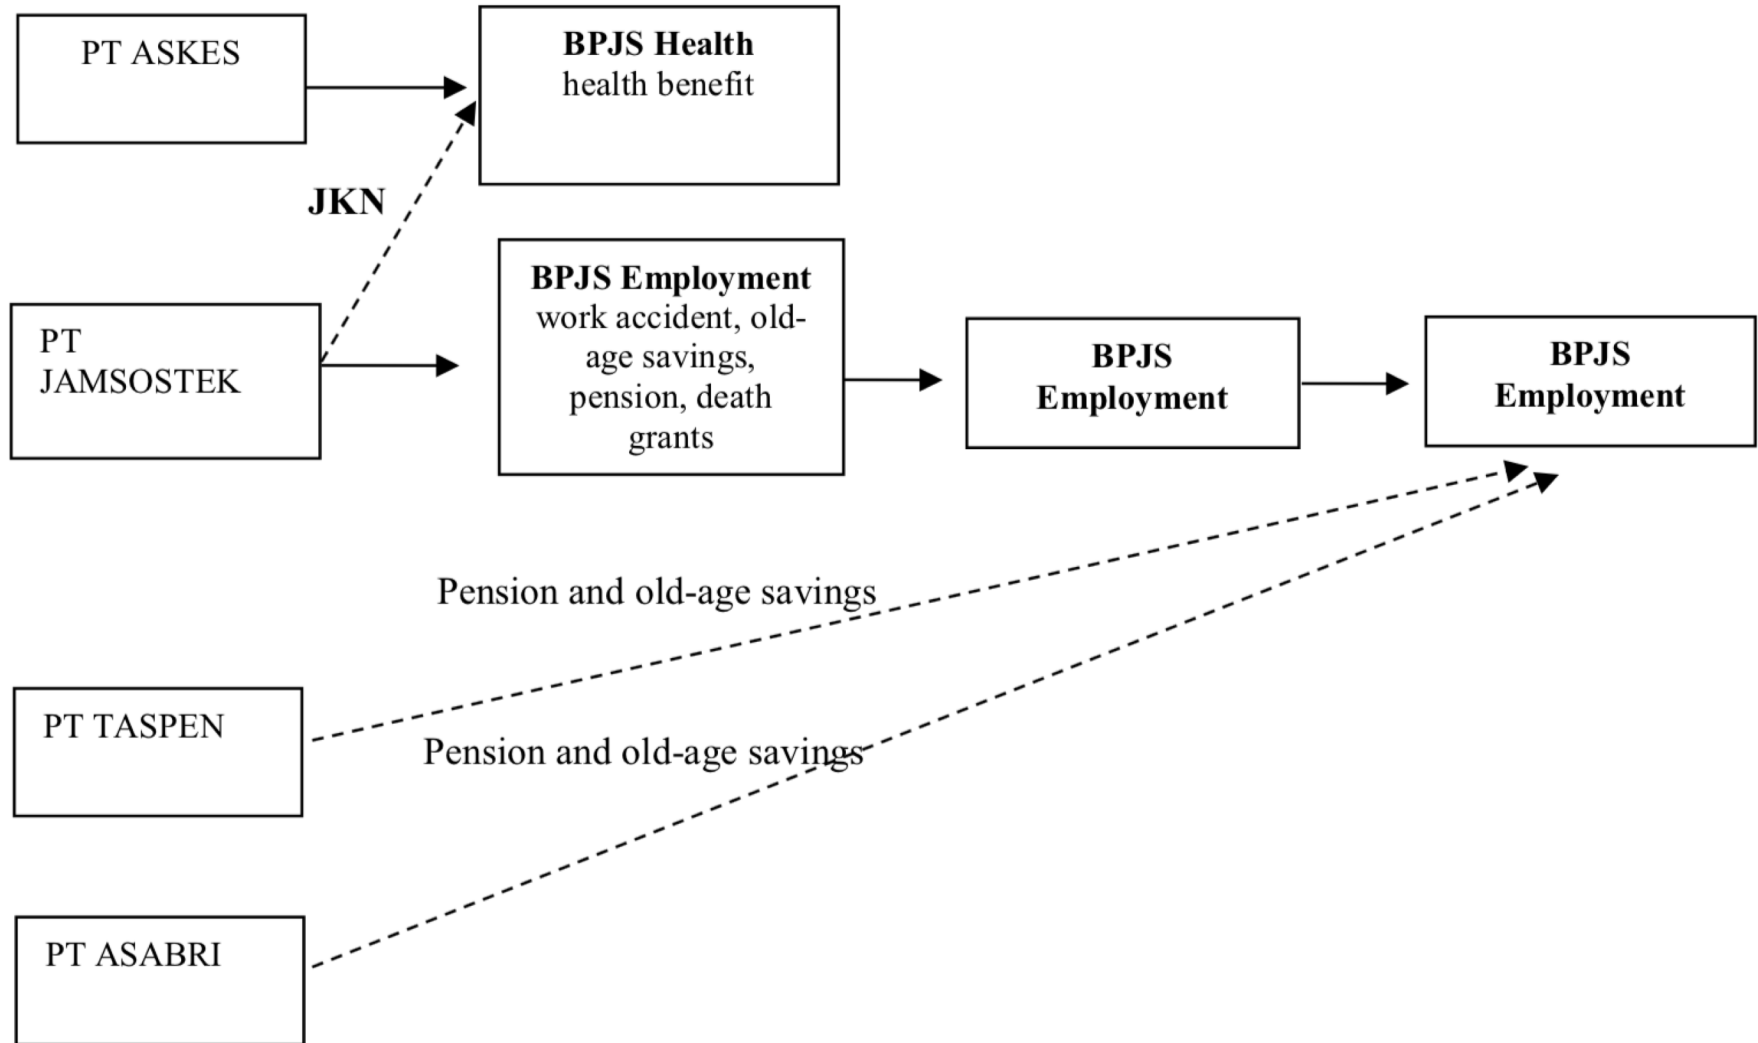 PT ASKES
BPJS Health
health benefit
JKN
PT
JAMSOSTEK
BPJS Employment
work accident, old-
age savings,
pension, death
grants
BPJS
Employment
BPJS
Employment
Pension and old-age savings
PT TASPEN
Pension and old-age savings
PT ASABRI